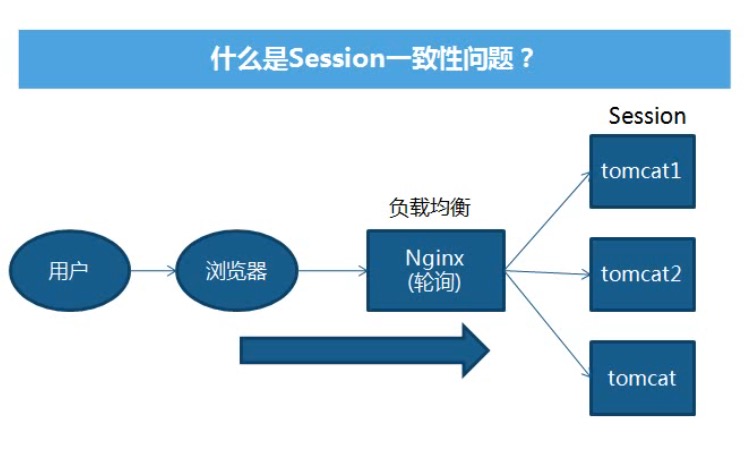 什么是Session一致性问题？
Session
tomcat1
负载均衡
用户
浏览器
Nginx
(轮询)
tomcat2
tomcat